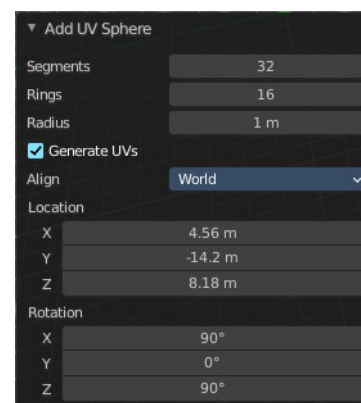 Add UV Sphere
Segments 32
Rings 16
Radius 1 m
Generate UVs
Align World
Location
X 4.56 m
Y -14.2 m
Z 8.18 m
Rotation
X 90°
Y 0°
Z 90°